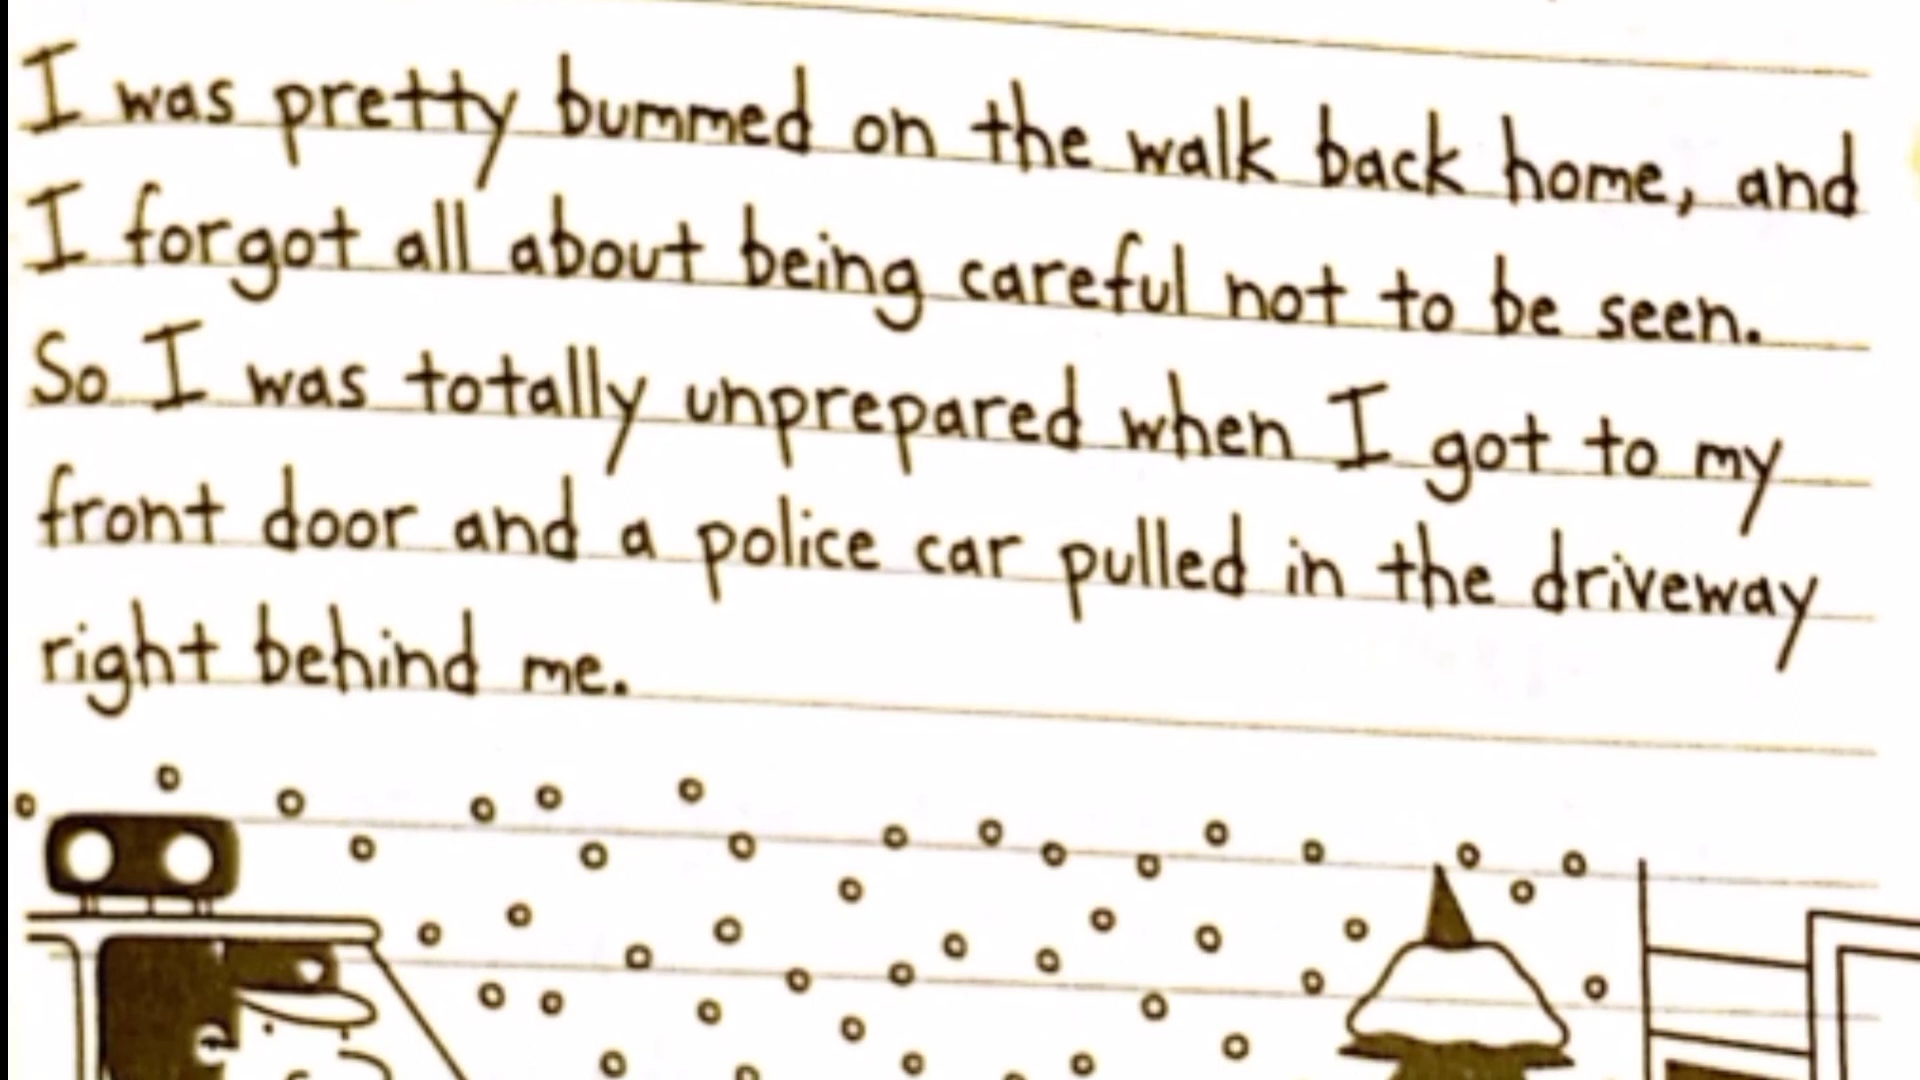 I was pretty bummed on the walk back home, and
I forgot all about being careful not to be seen.
So I was totally unprepared when I got to my
front door and a police car pulled in the driveway
right behind me.